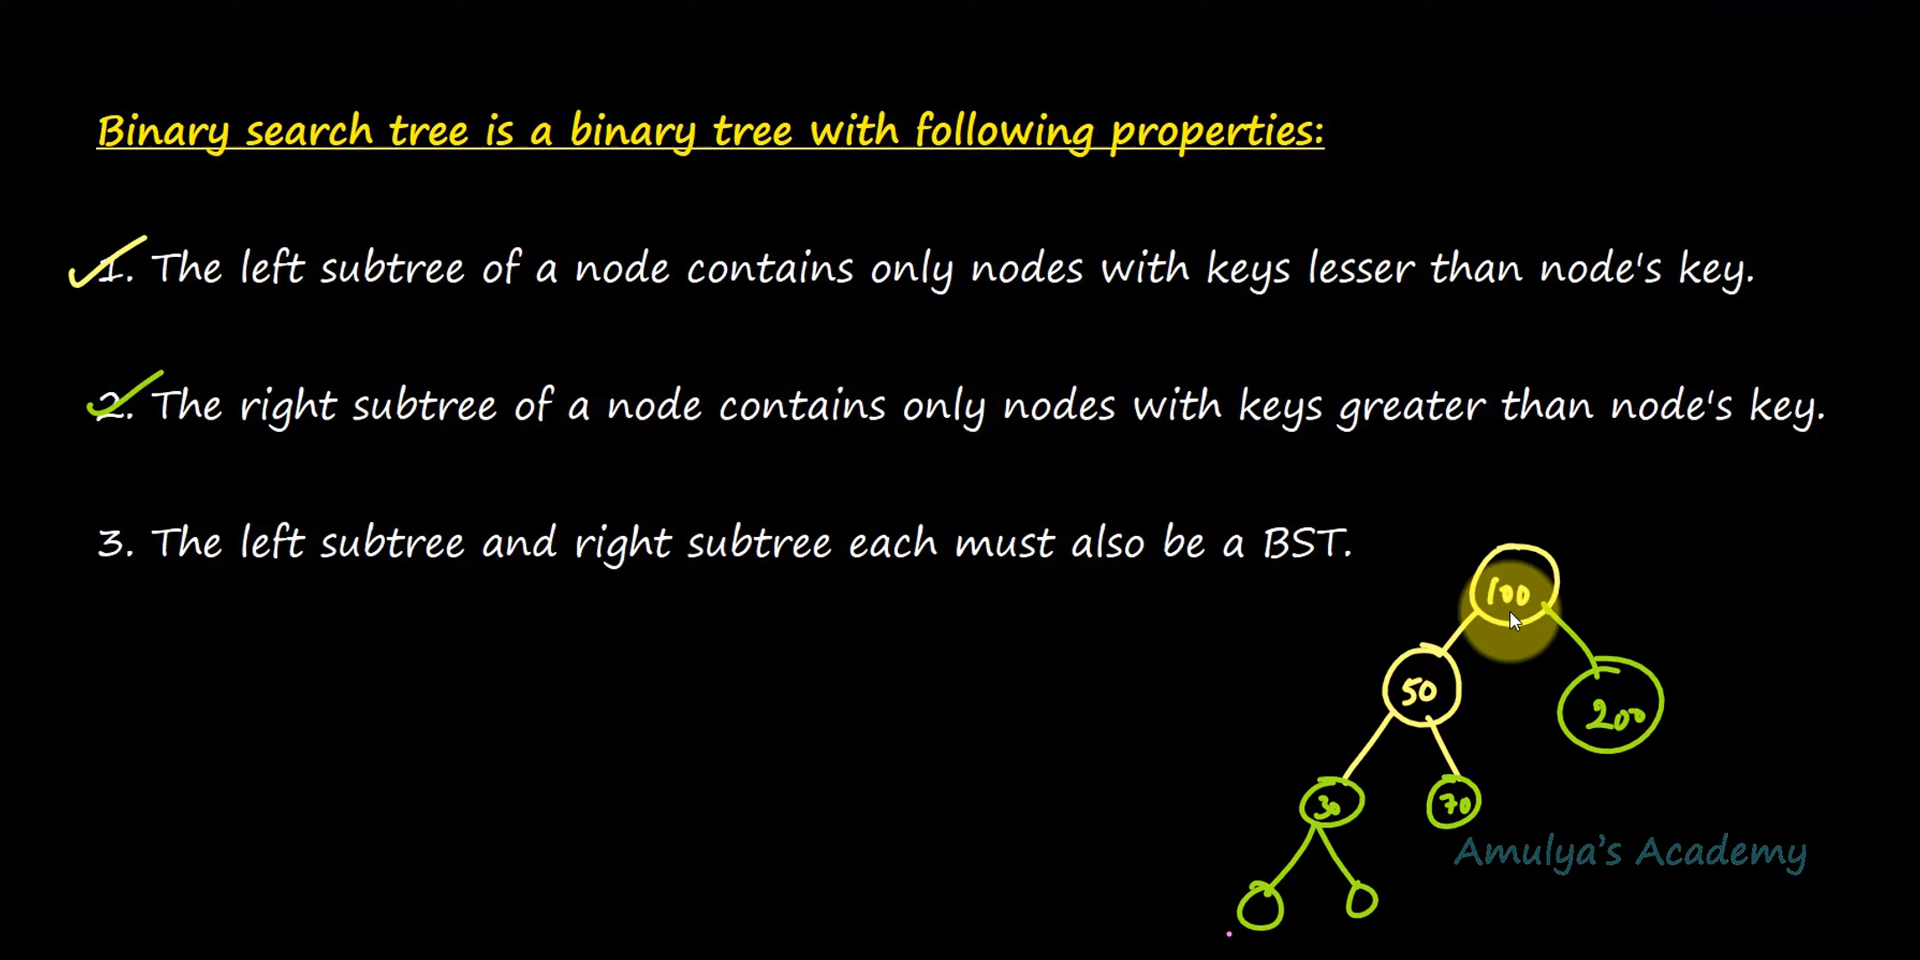 Binary search tree is a binary tree with following properties:
1. The left subtree of a node contains only nodes with keys lesser than node's key.
2. The right subtree of a node contains only nodes with keys greater than node's key.
3. The left subtree and right subtree each must also be a BST.
100
50
200
30
70
Amulya's Academy